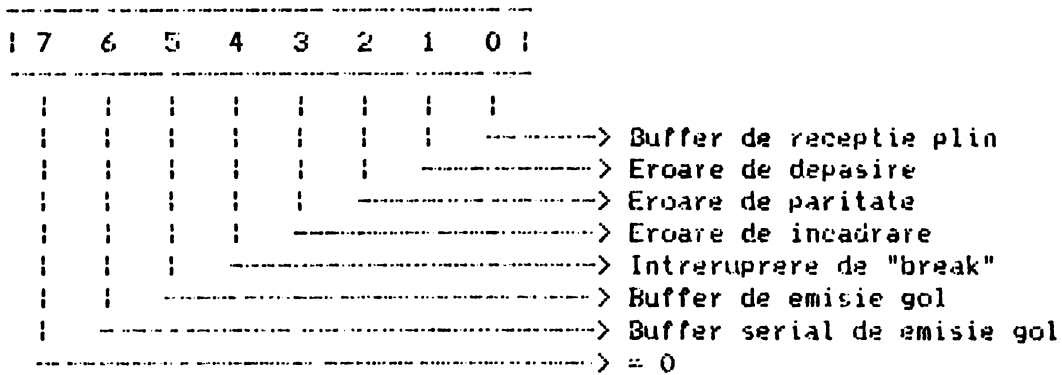 7 6 5 4 3 2 1 0
Buffer de receptie plin
Eroare de depasire
Eroare de paritate
Eroare de incadrare
Intreruprere de "break"
Buffer de emisie gol
Buffer serial de emisie gol
= 0